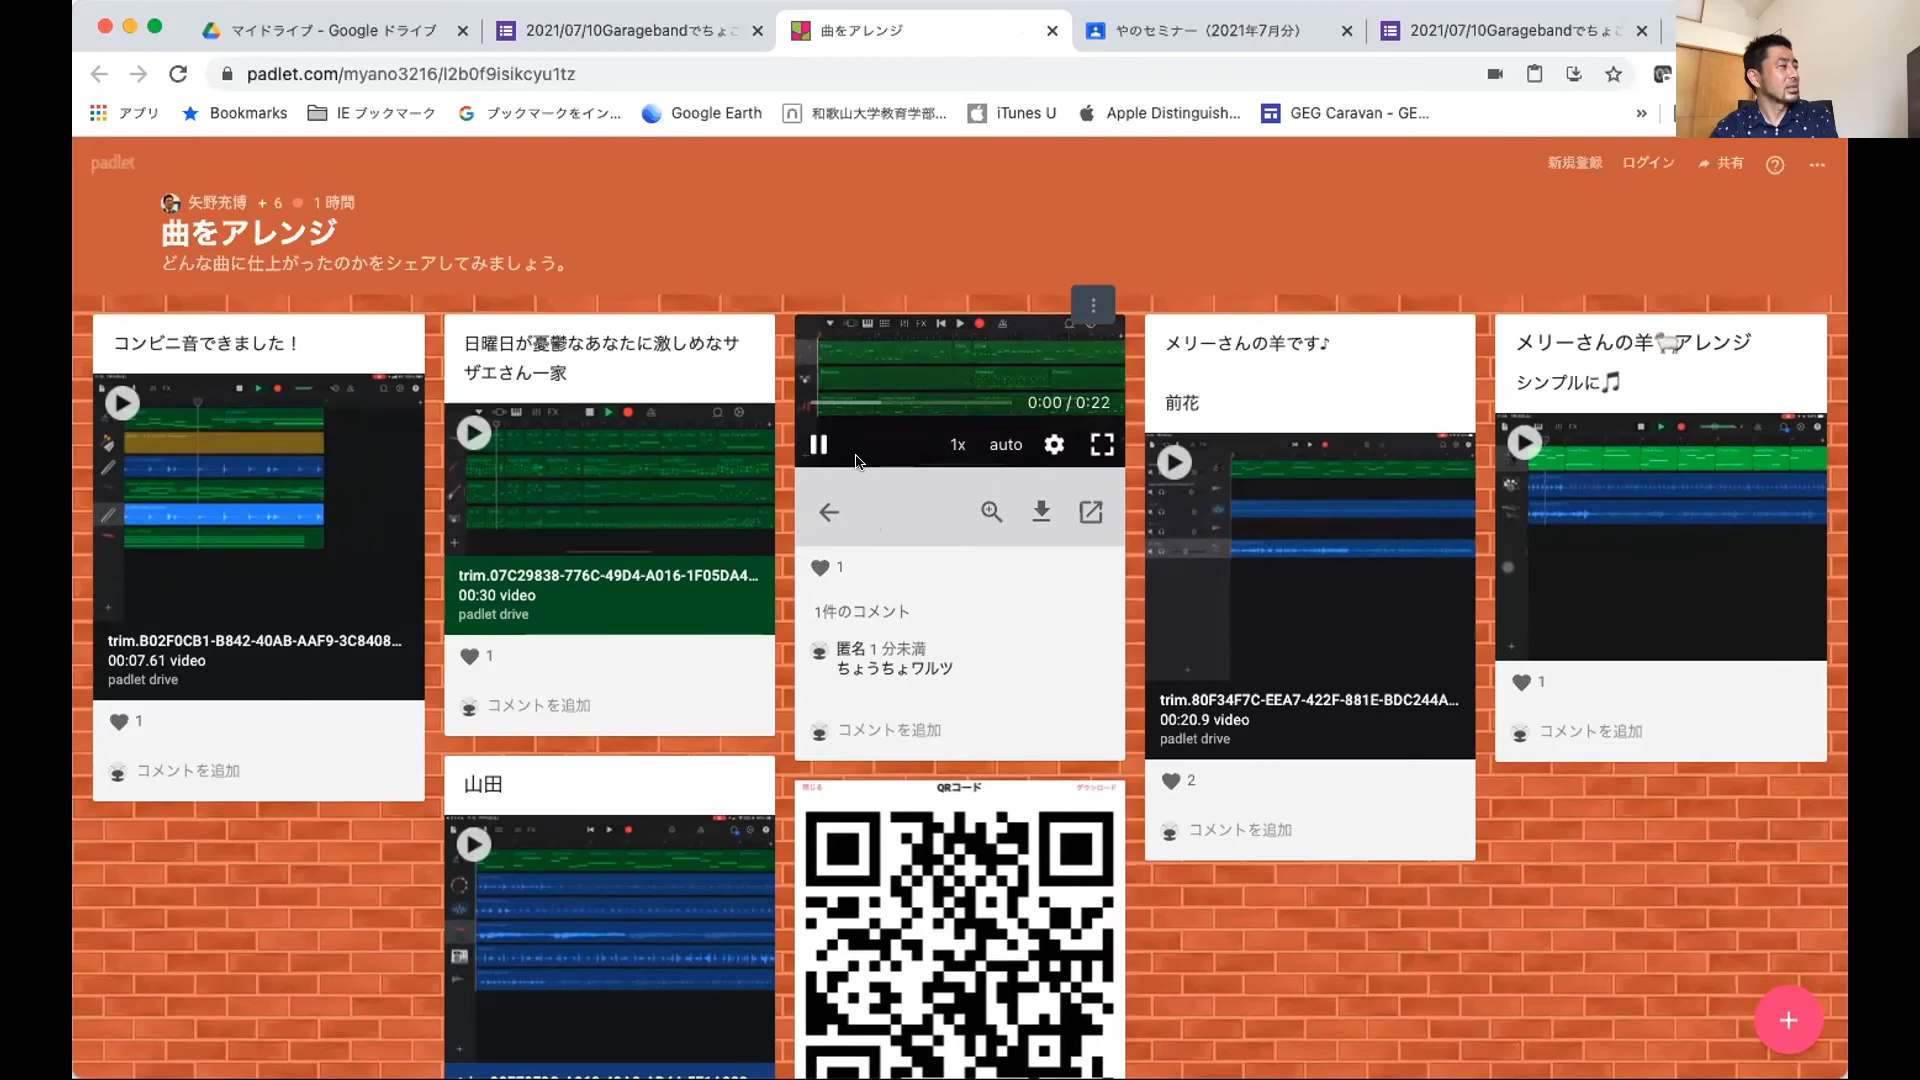 マイドライブ - Google ドライブ
2021/07/10Garagebandでちょこ
曲をアレンジ
やのセミナー（2021年7月分）
2021/07/10Garagebandでちょこ
padlet.com/myano3216/l2b0f9isikcyu1tz
アプリ
Bookmarks
IE ブックマーク
ブックマークをイン...
Google Earth
和歌山大学教育学部...
iTunes U
Apple Distinguish...
GEG Caravan - GE...
»
padlet
新規登録
ログイン
共有
矢野充博 + 6 1 時間
曲をアレンジ
どんな曲に仕上がったのかをシェアしてみましょう。
コンビニ音できました！
trim.B02F0CB1-B842-40AB-AAF9-3C8408...
00:07.61 video
padlet drive
1
コメントを追加
日曜日が憂鬱なあなたに激しめなサ
ザエさん一家
FX
trim.07C29838-776C-49D4-A016-1F05DA4...
00:30 video
padlet drive
1
コメントを追加
山田
FX
0:00 / 0:22
1x
auto
1
1件のコメント
匿名 1 分未満
ちょうちょワルツ
コメントを追加
閉じる
QRコード
ダウンロード
メリーさんの羊です♪
前花
trim.80F34F7C-EEA7-422F-881E-BDC244A...
00:20.9 video
padlet drive
2
コメントを追加
メリーさんの羊🐑アレンジ
シンプルに🎵
1
コメントを追加